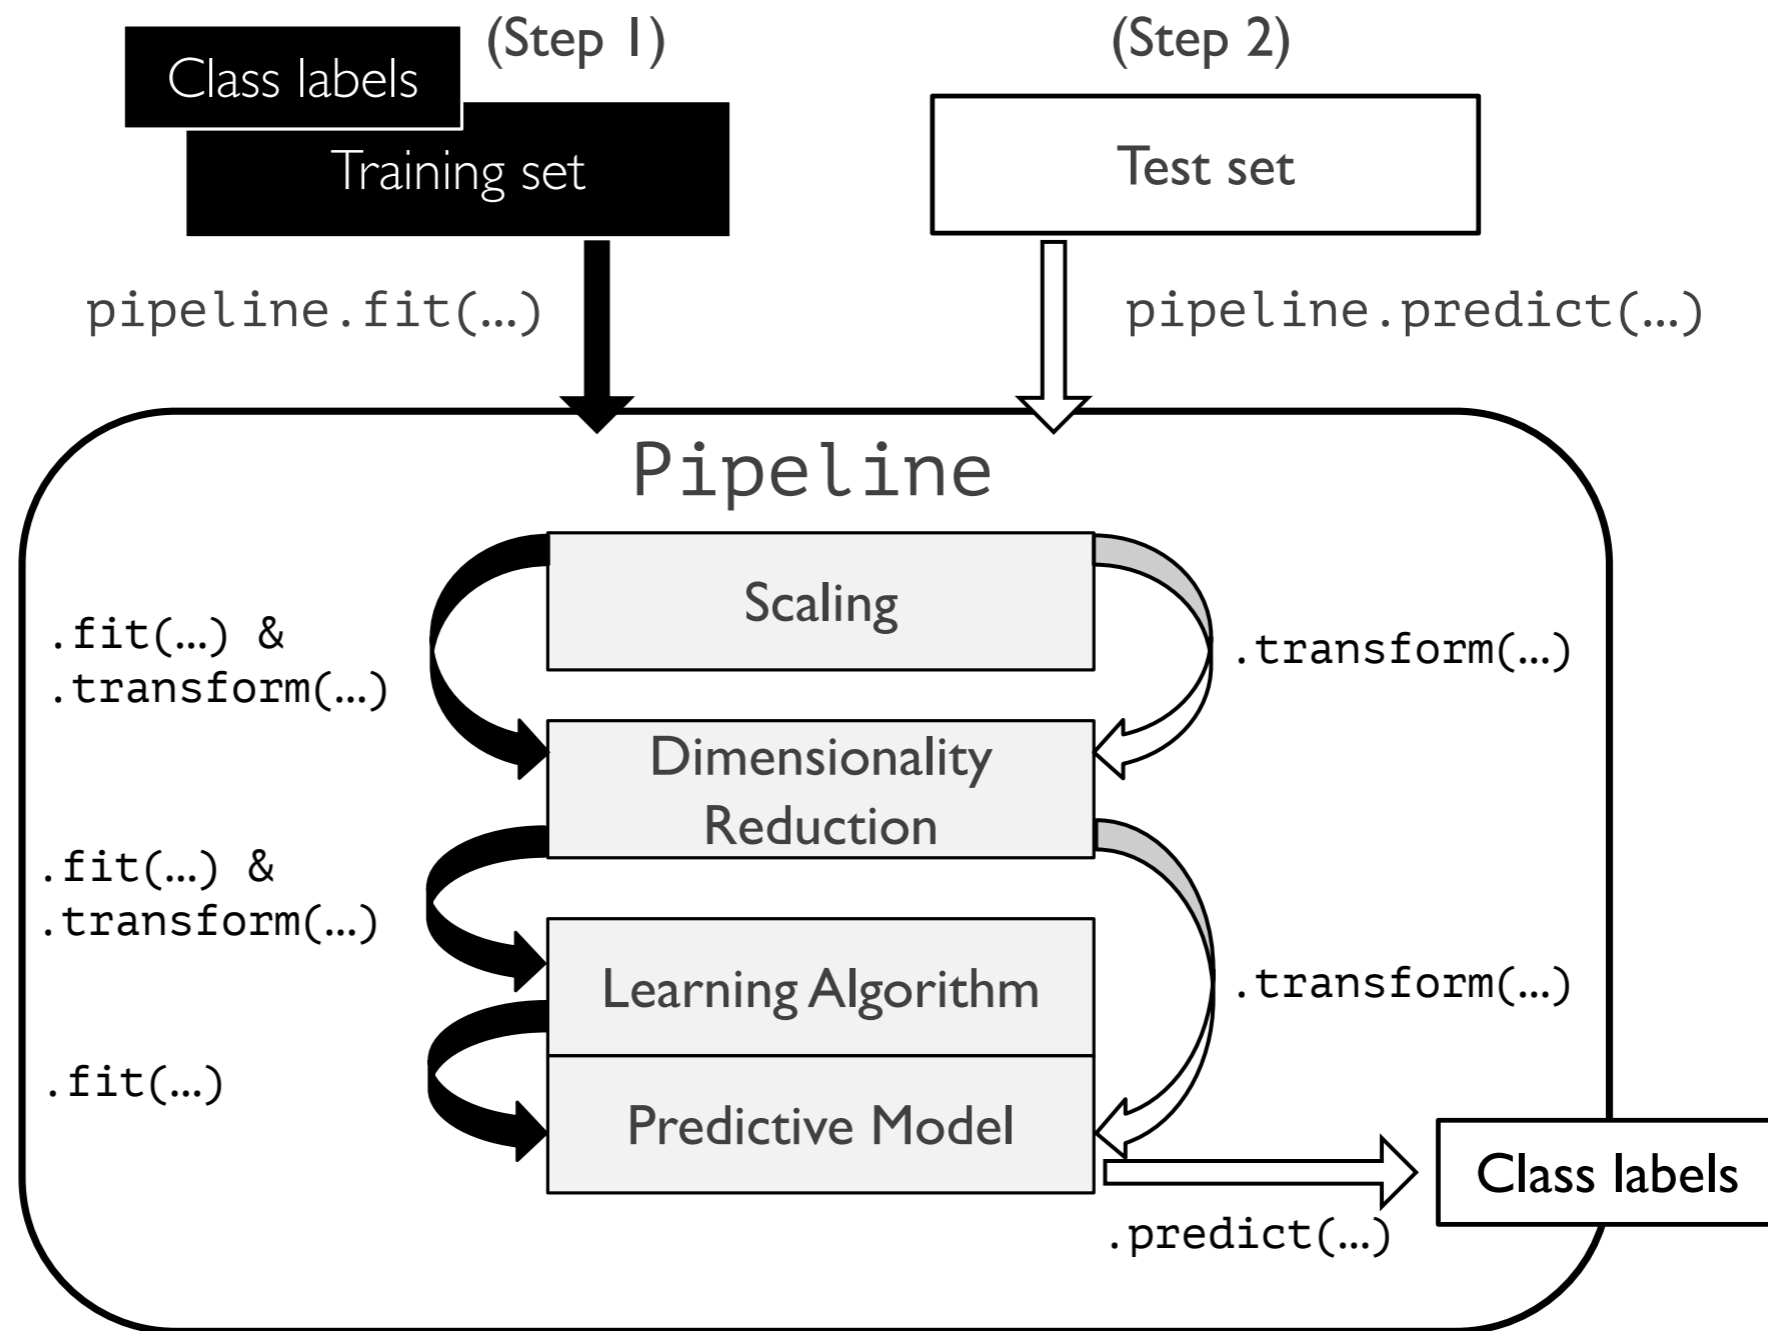 (Step 1)
Class labels
Training set
pipeline.fit(…)
(Step 2)
Test set
pipeline.predict(…)
Pipeline
Scaling
.fit(…) &
.transform(…)
.transform(…)
Dimensionality
Reduction
.fit(…) &
.transform(…)
Learning Algorithm
.transform(…)
.fit(…)
Predictive Model
Class labels
.predict(…)